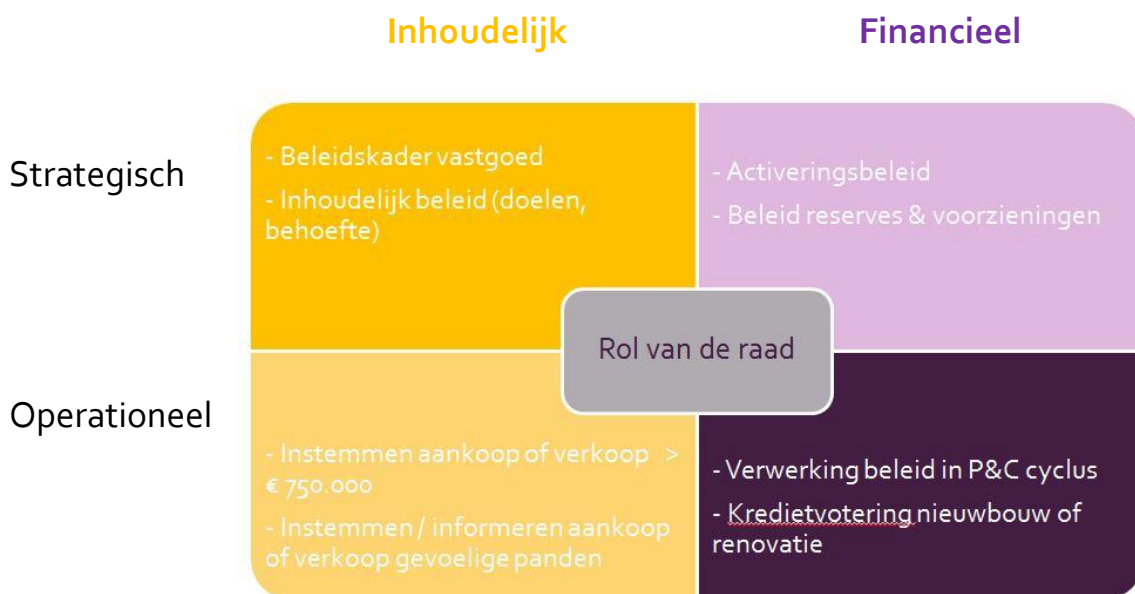 Inhoudelijk Financieel
Strategisch
- Beleidskader vastgoed
- Inhoudelijk beleid (doelen,
behoefte)
- Activeringsbeleid
- Beleid reserves & voorzieningen
Rol van de raad
Operationeel
- Instemmen aankoop of verkoop >
€ 750.000
- Instemmen / informeren aankoop
of verkoop gevoelige panden
- Verwerking beleid in P&C cyclus
- Kredietvotering nieuwbouw of
renovatie